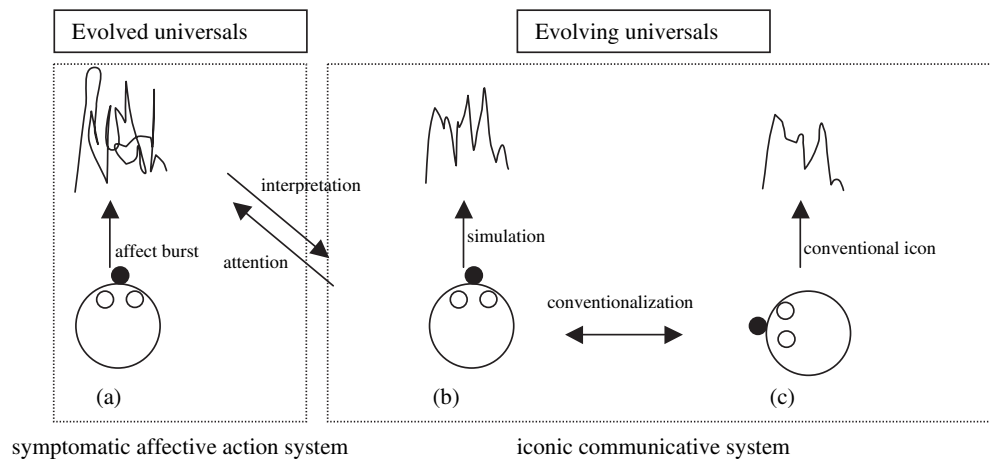 Evolved universals
Evolving universals
interpretation
affect burst
attention
simulation
conventional icon
conventionalization
(a)
(b)
(c)
symptomatic affective action system
iconic communicative system